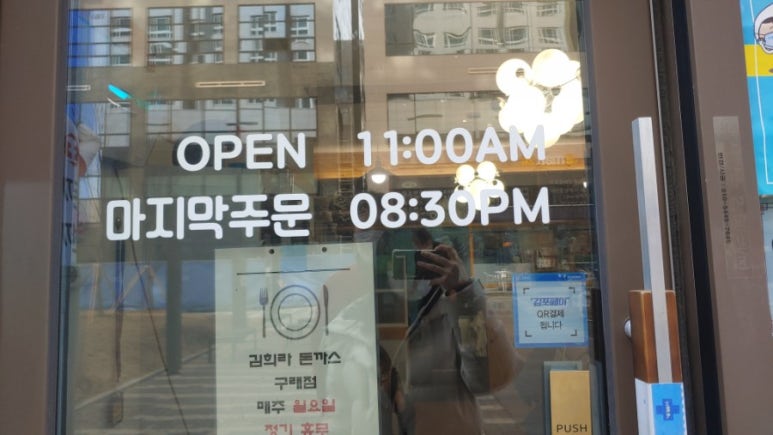 OPEN 11:00AM
마지막주문 08:30PM
김희라 돈까스
구래점
매주 일요일
정기 휴무
김포페이
QR결제
됩니다
PUSH